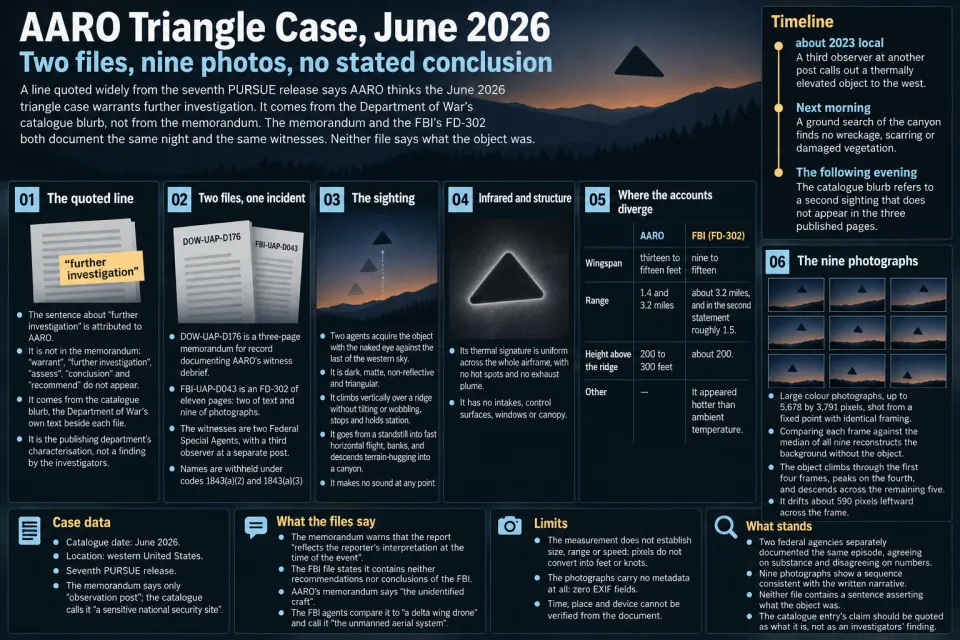 AARO Triangle Case, June 2026
Two files, nine photos, no stated conclusion
A line quoted widely from the seventh PURSUE release says AARO thinks the June 2026
triangle case warrants further investigation. It comes from the Department of War's
catalogue blurb, not from the memorandum. The memorandum and the FBI's FD-302
both document the same night and the same witnesses. Neither file says what the object was.
Timeline
about 2023 local
A third observer at another
post calls out a thermally
elevated object to the west.
Next morning
A ground search of the canyon
finds no wreckage, scarring or
damaged vegetation.
The following evening
The catalogue blurb refers to
a second sighting that does
not appear in the three
published pages.
01 The quoted line
"further
investigation"
The sentence about "further
investigation" is attributed to
AARO.
It is not in the memorandum:
"warrant", "further investigation",
"assess", "conclusion" and
"recommend" do not appear.
It comes from the catalogue
blurb, the Department of War's
own text beside each file.
It is the publishing department's
characterisation, not a finding
by the investigators.
02 Two files, one incident
DOW-UAP-D176
FBI-UAP-D043
DOW-UAP-D176 is a three-page
memorandum for record
documenting AARO's witness
debrief.
FBI-UAP-D043 is an FD-302 of
eleven pages: two of text and
nine of photographs.
The witnesses are two Federal
Special Agents, with a third
observer at a separate post.
Names are withheld under
codes 1843(a)(2) and 1843(a)(3)
03 The sighting
Two agents acquire the object
with the naked eye against the
last of the western sky.
It is dark, matte, non-reflective
and triangular.
It climbs vertically over a ridge
without tilting or wobbling,
stops and holds station.
It goes from a standstill into fast
horizontal flight, banks, and
descends terrain-hugging into
a canyon.
It makes no sound at any point
04 Infrared and structure
Its thermal signature is uniform
across the whole airframe, with
no hot spots and no exhaust
plume.
It has no intakes, control
surfaces, windows or canopy.
05 Where the accounts
diverge
AARO FBI (FD-302)
Wingspan thirteen to fifteen feet nine to fifteen
Range 1.4 and 3.2 miles about 3.2 miles, and in the second statement roughly 1.5.
Height above the ridge 200 to 300 feet about 200.
Other — It appeared hotter than ambient temperature.
06 The nine photographs
Large colour photographs, up to
5,678 by 3,791 pixels, shot from a
fixed point with identical framing.
Comparing each frame against the
median of all nine reconstructs the
background without the object.
The object climbs through the first
four frames, peaks on the fourth,
and descends across the remaining five.
It drifts about 590 pixels leftward
across the frame.
Case data
Catalogue date: June 2026.
Location: western United States.
Seventh PURSUE release.
The memorandum says only
"observation post"; the catalogue
calls it "a sensitive national security site".
What the files say
The memorandum warns that the report
"reflects the reporter's interpretation at the
time of the event".
The FBI file states it contains neither
recommendations nor conclusions of the FBI.
AARO's memorandum says "the unidentified
craft".
The FBI agents compare it to "a delta wing drone"
and call it "the unmanned aerial system".
Limits
The measurement does not establish
size, range or speed: pixels do not
convert into feet or knots.
The photographs carry no metadata
at all: zero EXIF fields.
Time, place and device cannot be
verified from the document.
What stands
Two federal agencies separately
documented the same episode, agreeing
on substance and disagreeing on numbers.
Nine photographs show a sequence
consistent with the written narrative.
Neither file contains a sentence asserting
what the object was.
The catalogue entry's claim should be quoted
as what it is, not as an investigators' finding.